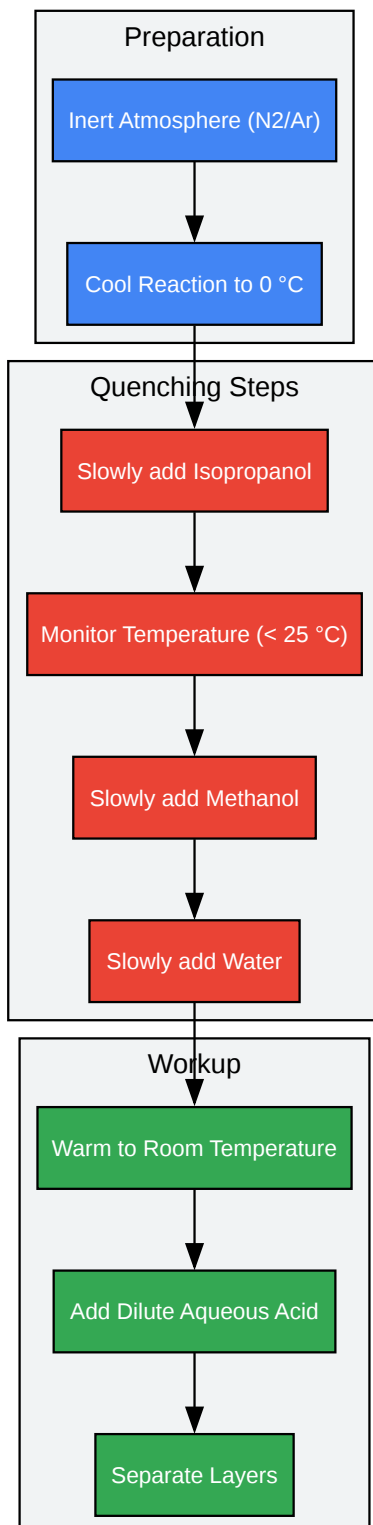 Preparation
Inert Atmosphere (N2/Ar)
Cool Reaction to 0 °C
Quenching Steps
Slowly add Isopropanol
Monitor Temperature (< 25 °C)
Slowly add Methanol
Slowly add Water
Workup
Warm to Room Temperature
Add Dilute Aqueous Acid
Separate Layers